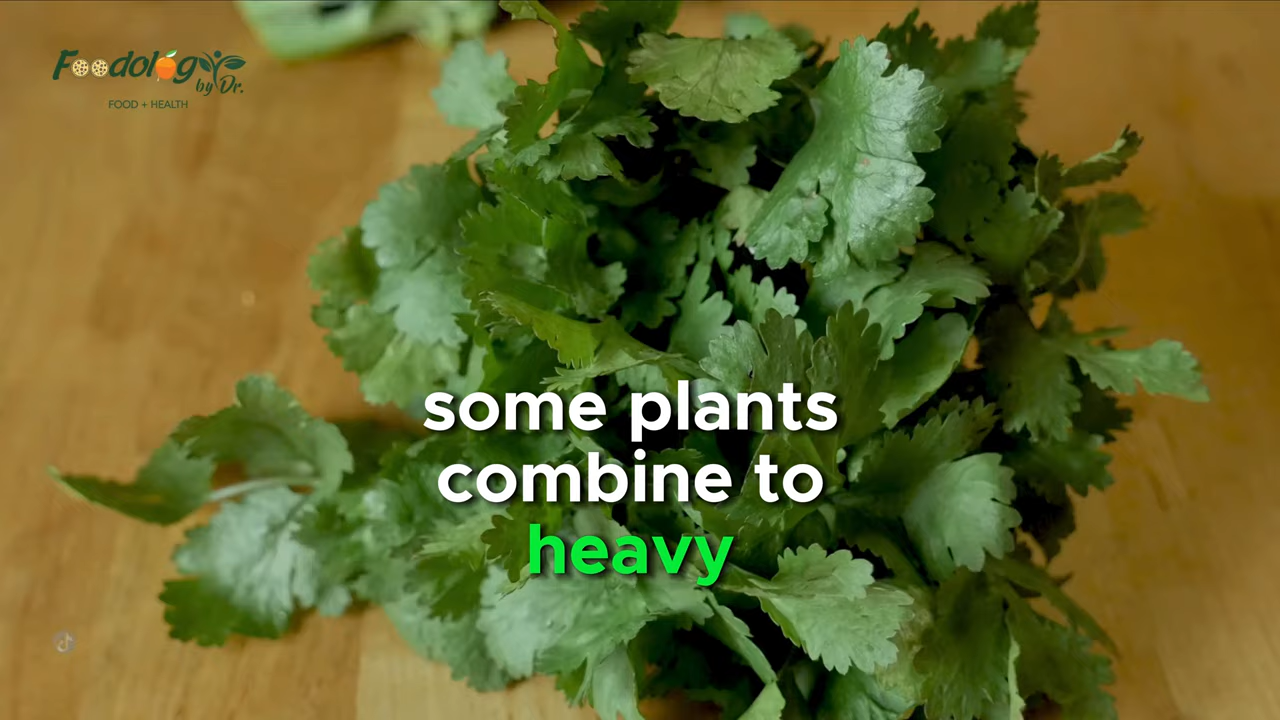 Foodology
by Dr.
FOOD + HEALTH
some plants
combine to
heavy